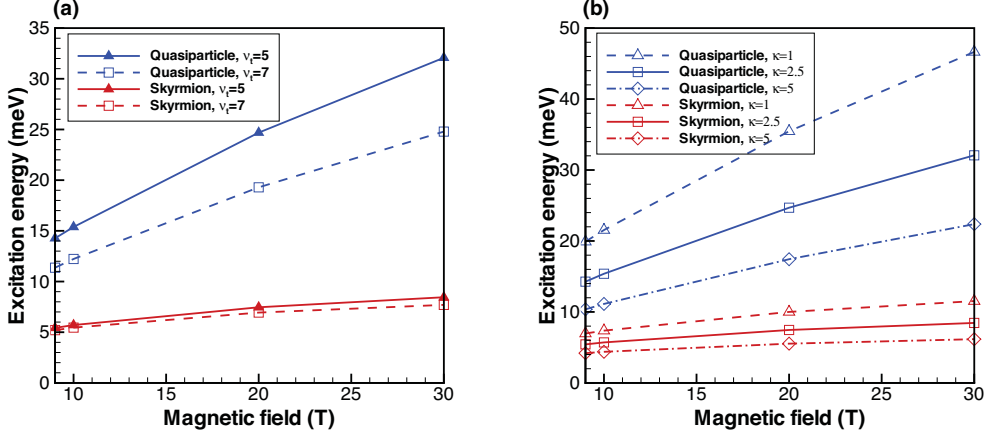 (a)
Excitation energy (meV)
35
30
25
20
15
10
5
0
Quasiparticle, νt=5
Quasiparticle, νt=7
Skyrmion, νt=5
Skyrmion, νt=7
10 15 20 25 30
Magnetic field (T)
(b)
Excitation energy (meV)
50
40
30
20
10
0
Quasiparticle, κ=1
Quasiparticle, κ=2.5
Quasiparticle, κ=5
Skyrmion, κ=1
Skyrmion, κ=2.5
Skyrmion, κ=5
10 15 20 25 30
Magnetic field (T)